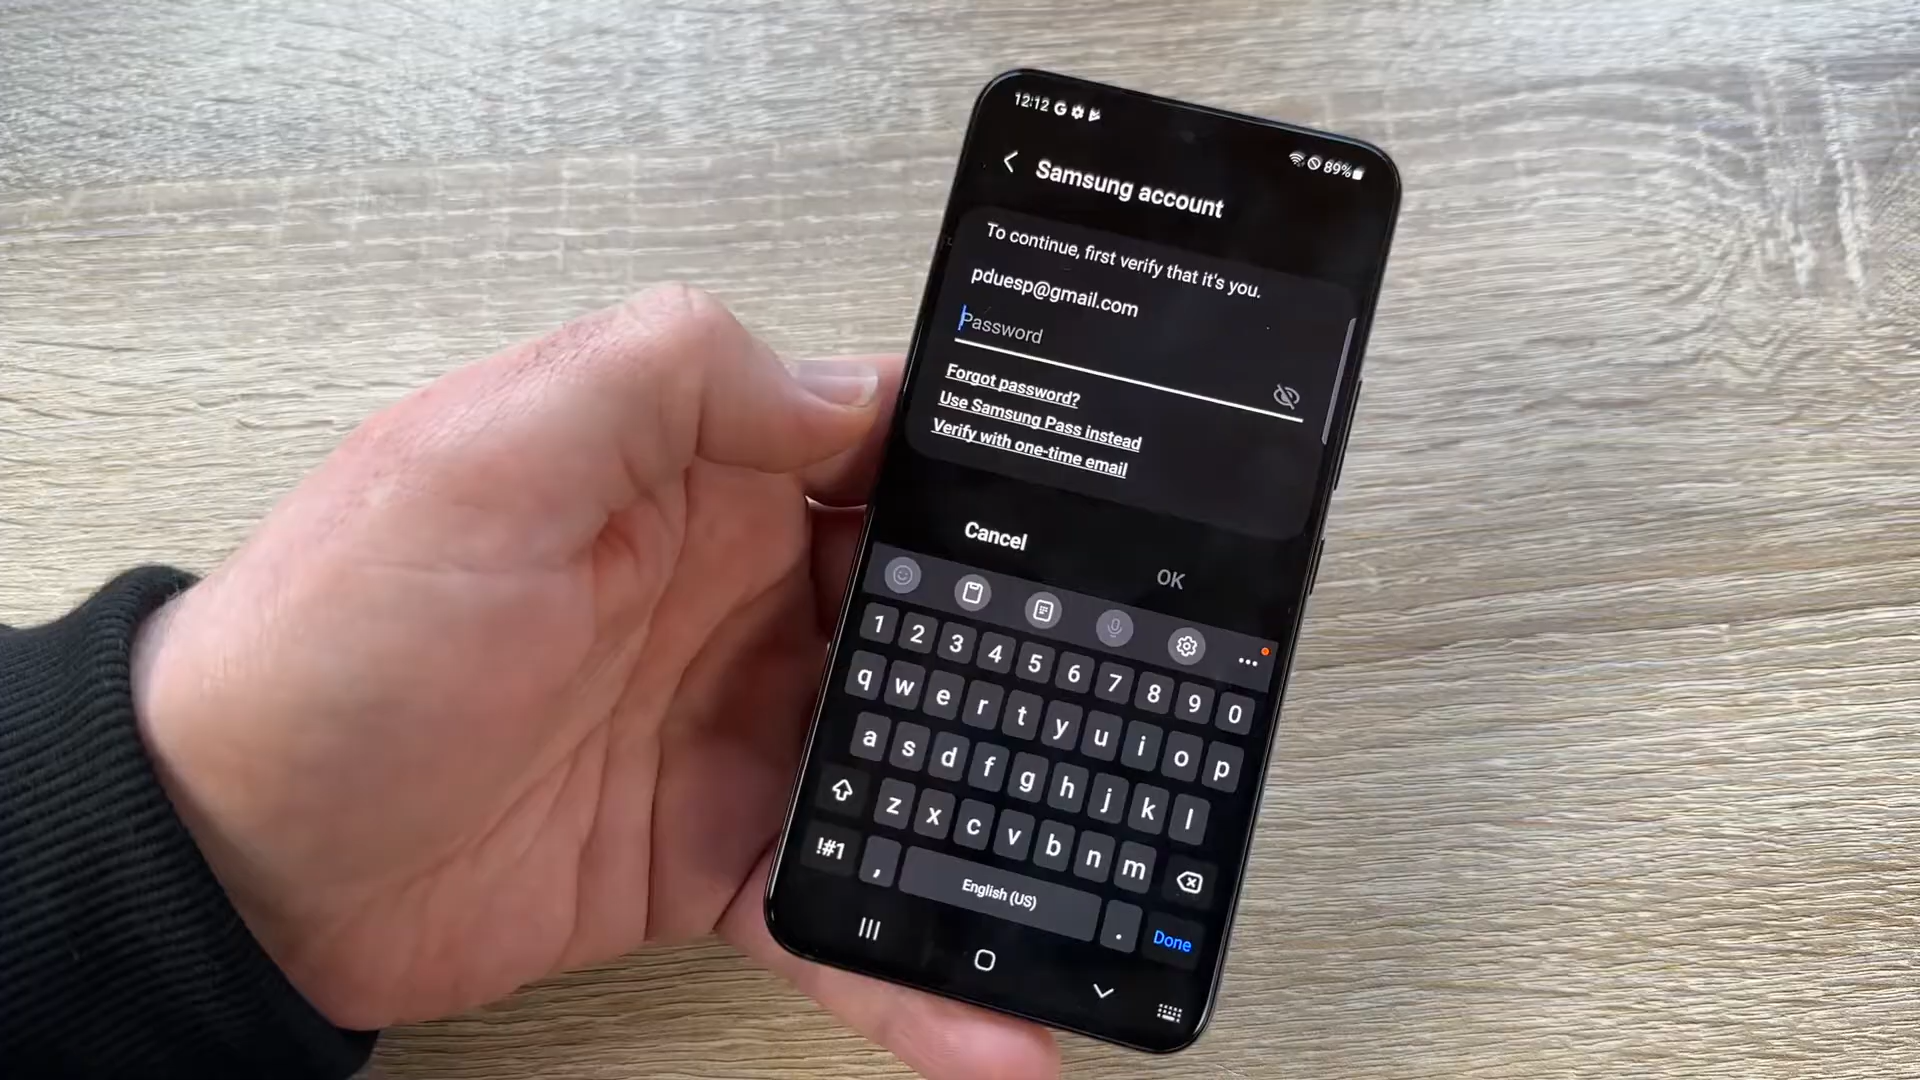 12:12 G
89%
Samsung account
To continue, first verify that it's you.
pduesp@gmail.com
Password
Forgot password?
Use Samsung Pass instead
Verify with one-time email
Cancel
OK
1 2 3 4 5 6 7 8 9 0
q w e r t y u i o p
a s d f g h j k l
z x c v b n m
!#1 , English (US) . Done